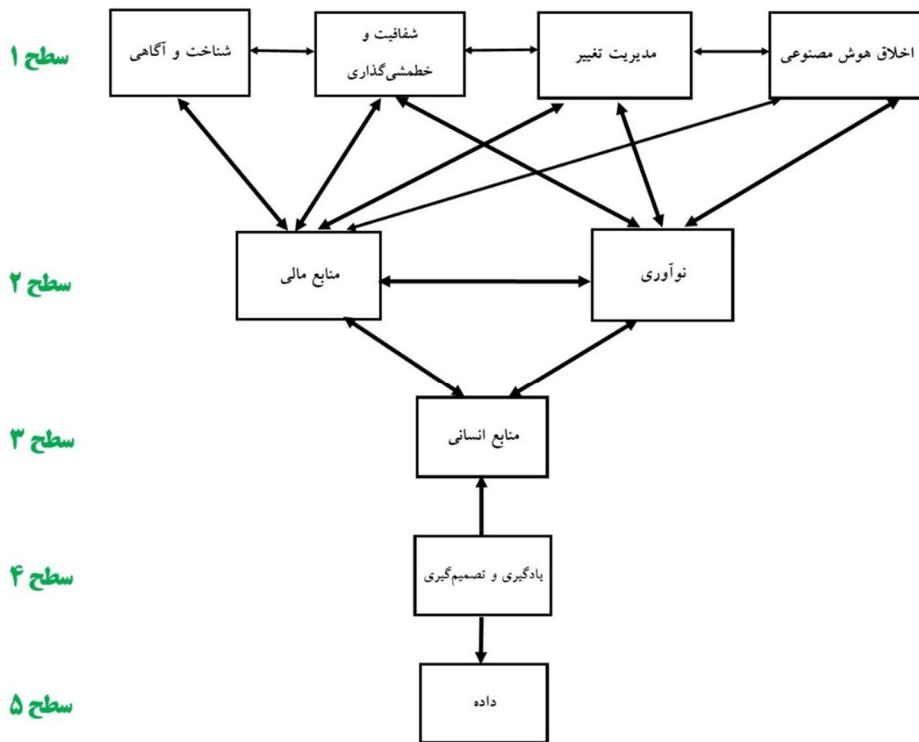 سطح ۱
اخلاق هوش مصنوعی
مدیریت تغییر
شفافیت و
خطمشی‌گذاری
شناخت و آگاهی
سطح ۲
نوآوری
منابع مالی
سطح ۳
منابع انسانی
سطح ۴
یادگیری و تصمیم‌گیری
سطح ۵
داده